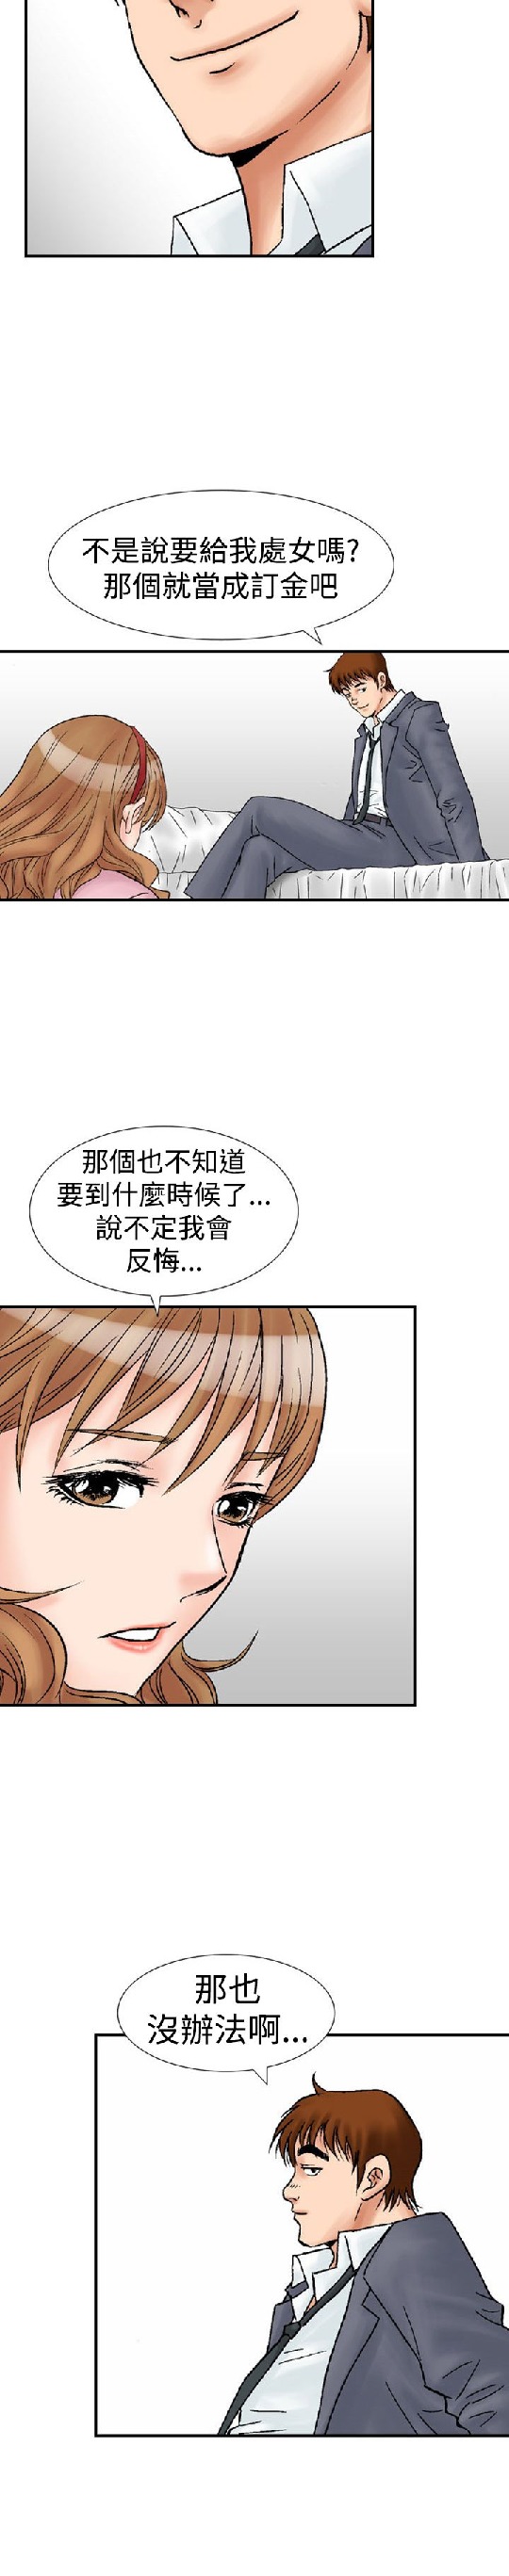 不是說要給我處女嗎?
那個就當成訂金吧
那個也不知道
要到什麼時候了...
說不定我會
反悔...
那也
沒辦法啊...